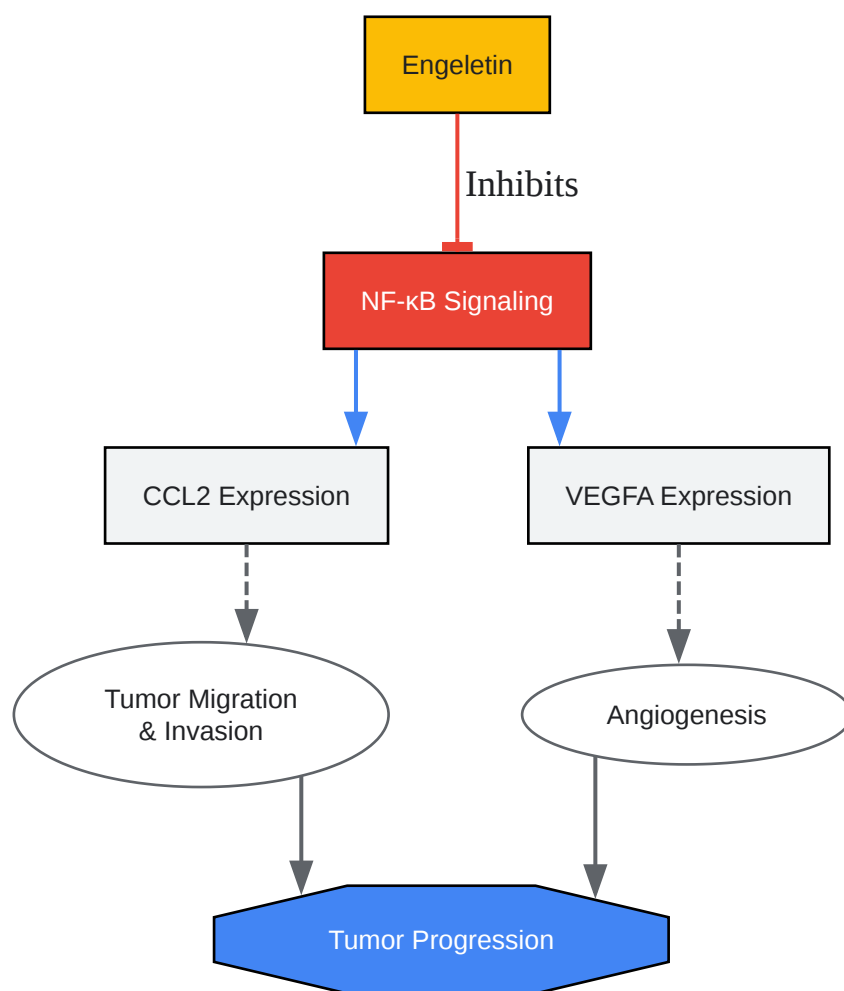 Engeletin
Inhibits
NF-κB Signaling
CCL2 Expression
VEGFA Expression
Tumor Migration
& Invasion
Angiogenesis
Tumor Progression